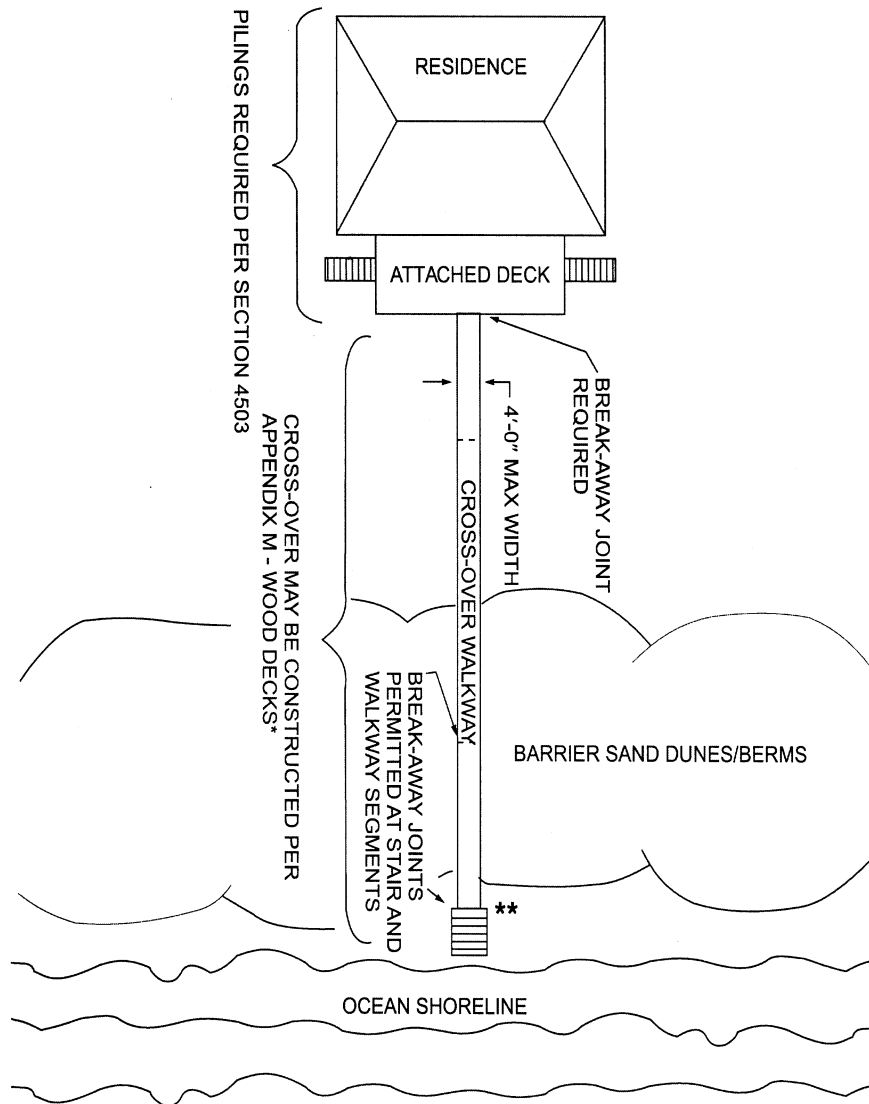 RESIDENCE
PILINGS REQUIRED PER SECTION 4503
ATTACHED DECK
BREAK-AWAY JOINT
REQUIRED
4'-0" MAX WIDTH
CROSS-OVER WALKWAY
CROSS-OVER MAY BE CONSTRUCTED PER
APPENDIX M - WOOD DECKS*
BREAK-AWAY JOINTS
PERMITTED AT STAIR AND
WALKWAY SEGMENTS
BARRIER SAND DUNES/BERMS
**
OCEAN SHORELINE